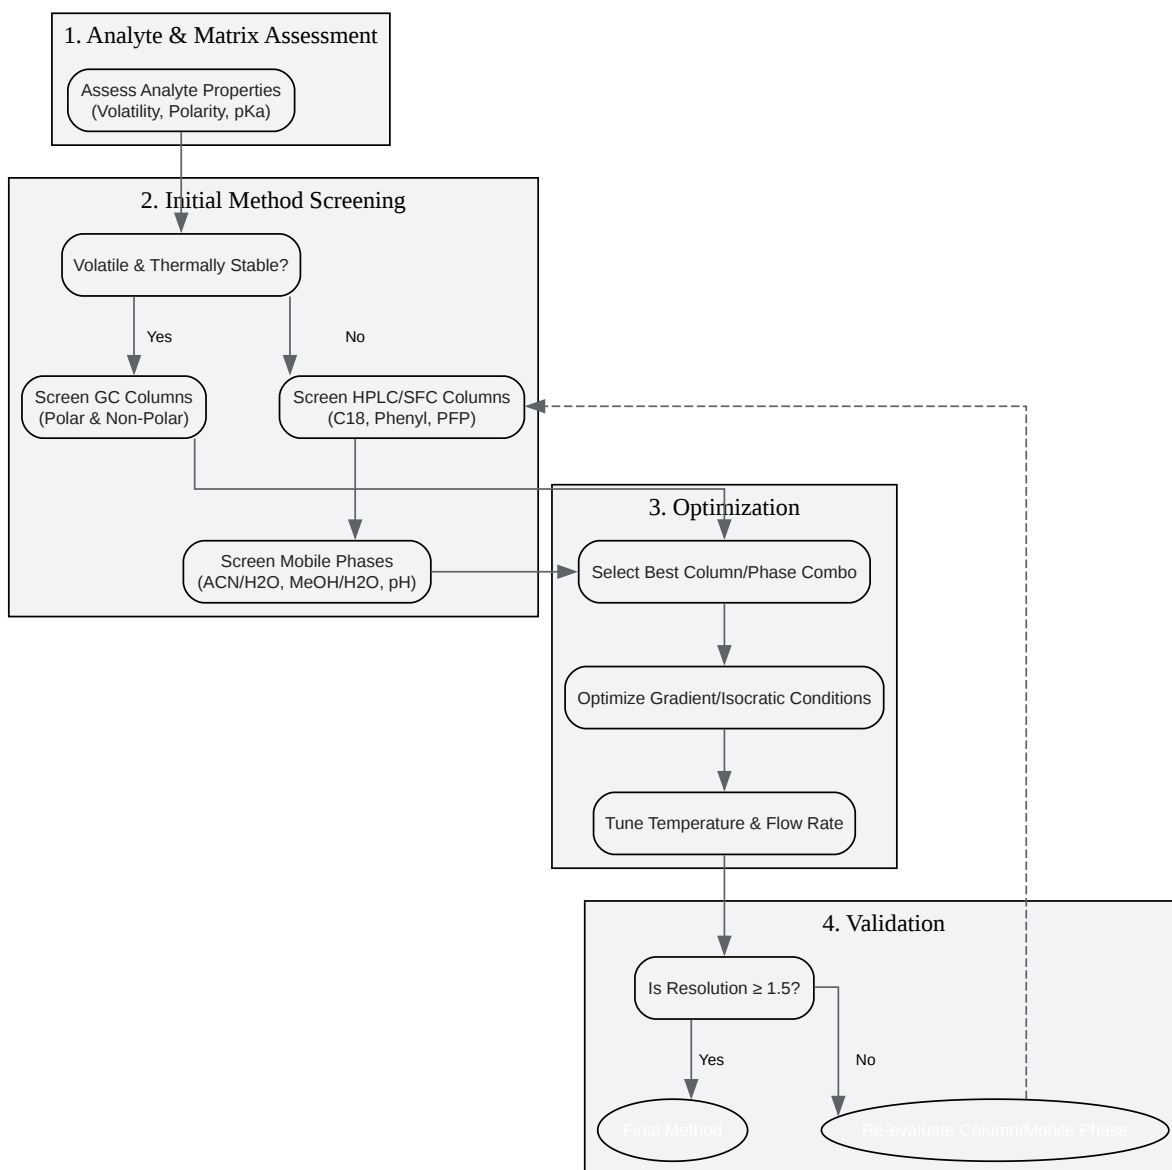 1. Analyte & Matrix Assessment
Assess Analyte Properties
(Volatility, Polarity, pKa)
2. Initial Method Screening
Volatile & Thermally Stable?
Yes
No
Screen GC Columns
(Polar & Non-Polar)
Screen HPLC/SFC Columns
(C18, Phenyl, PFP)
Screen Mobile Phases
(ACN/H2O, MeOH/H2O, pH)
3. Optimization
Select Best Column/Phase Combo
Optimize Gradient/Isocratic Conditions
Tune Temperature & Flow Rate
4. Validation
Is Resolution ≥ 1.5?
Yes
No
Final Method
Re-evaluate Column/Mobile Phase